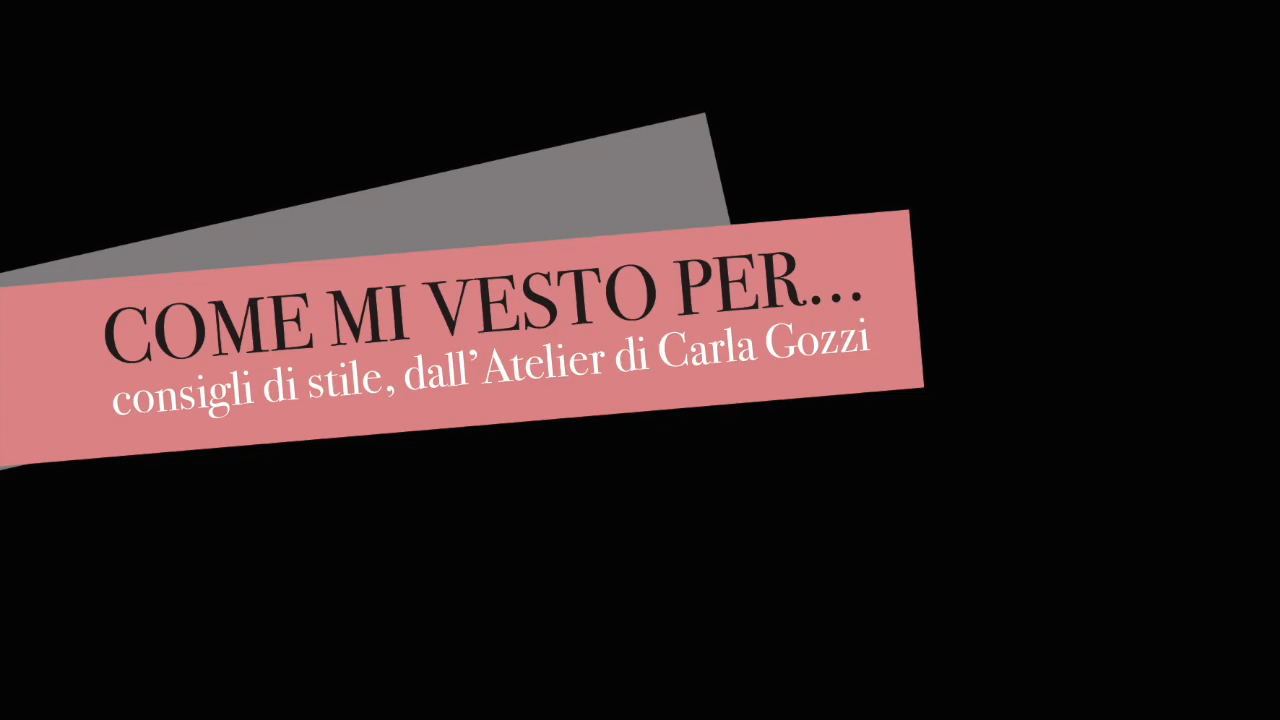 COME MI VESTO PER...
consigli di stile, dall'Atelier di Carla Gozzi